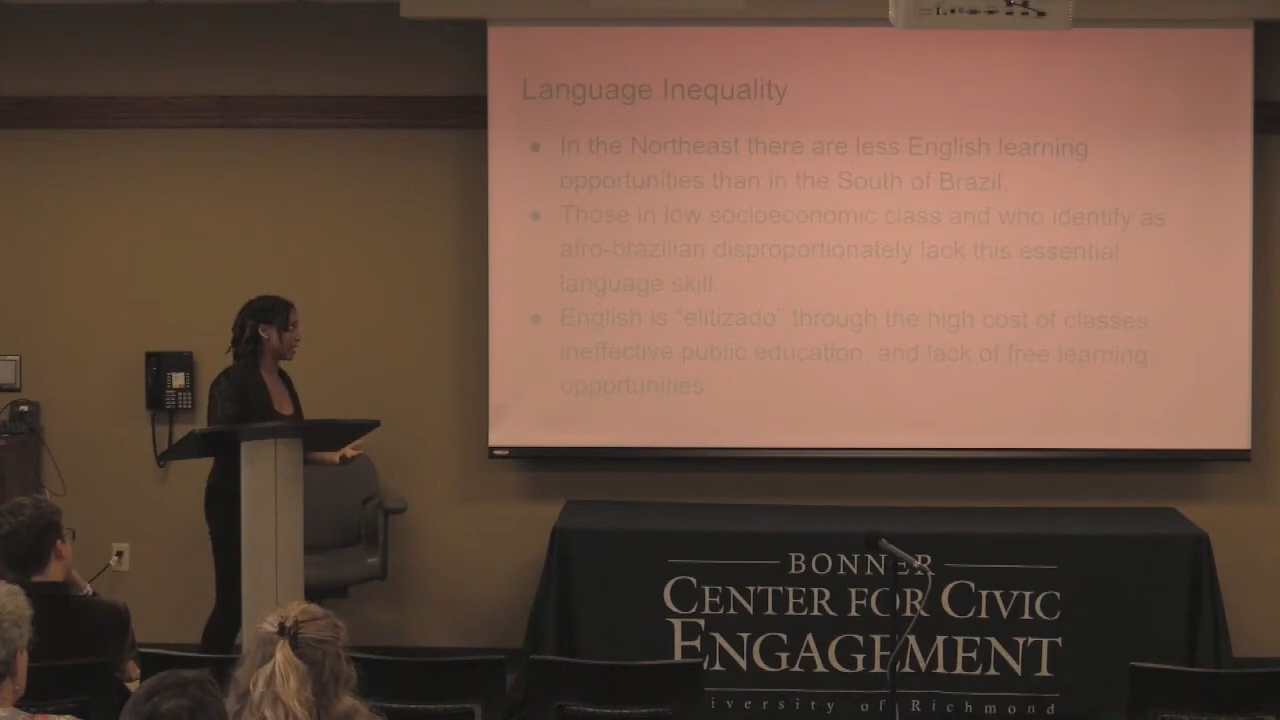 Language Inequality
● In the Northeast there are less English learning
opportunities than in the South of Brazil.
● Those in low socioeconomic class and who identify as
afro-brazilian disproportionately lack this essential
language skill.
● English is “elitizado” through the high cost of classes,
ineffective public education, and lack of free learning
opportunities
BONNER
CENTER FOR CIVIC
ENGAGEMENT
iversity of Richmond